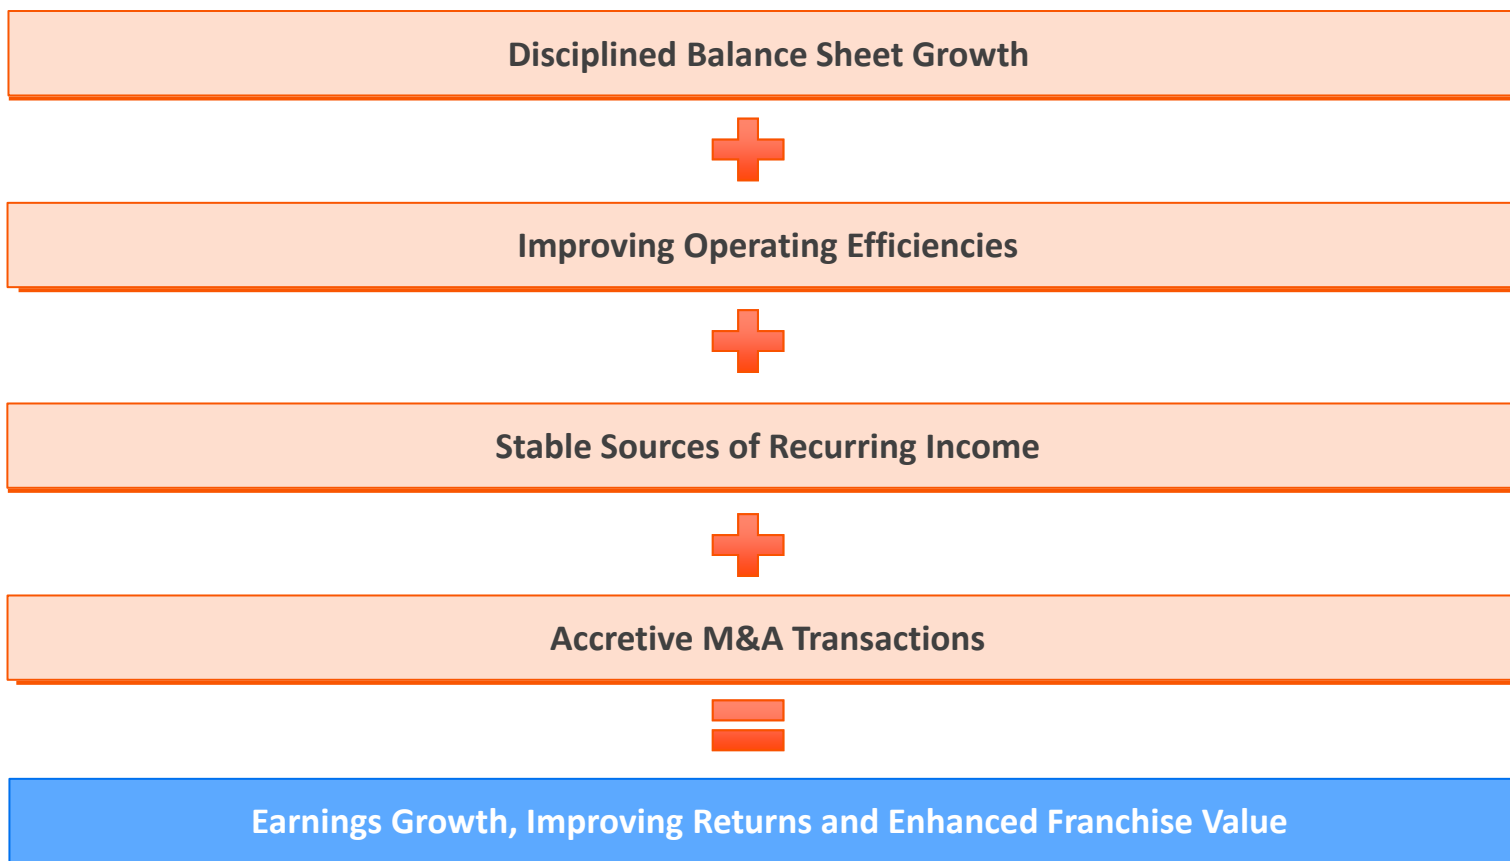 Disciplined Balance Sheet Growth
Improving Operating Efficiencies
Stable Sources of Recurring Income
Accretive M&A Transactions
Earnings Growth, Improving Returns and Enhanced Franchise Value